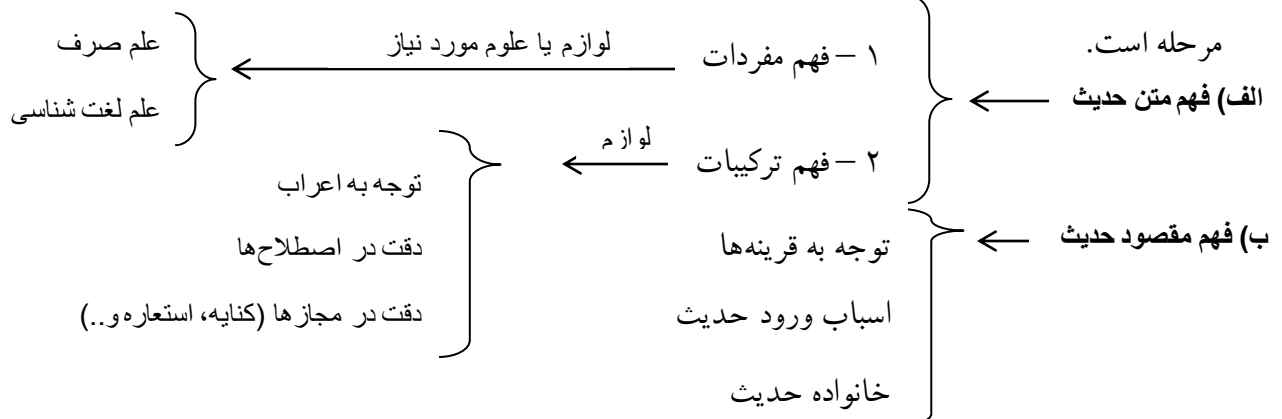 مرحله است.
الف) فهم متن حدیث
۱ – فهم مفردات
لوازم یا علوم مورد نیاز
علم صرف
علم لغت شناسی
۲ – فهم ترکیبات
لوازم
توجه به اعراب
دقت در اصطلاح‌ها
دقت در مجازها (کنایه، استعاره و..)
ب) فهم مقصود حدیث
توجه به قرینه‌ها
اسباب ورود حدیث
خانواده حدیث